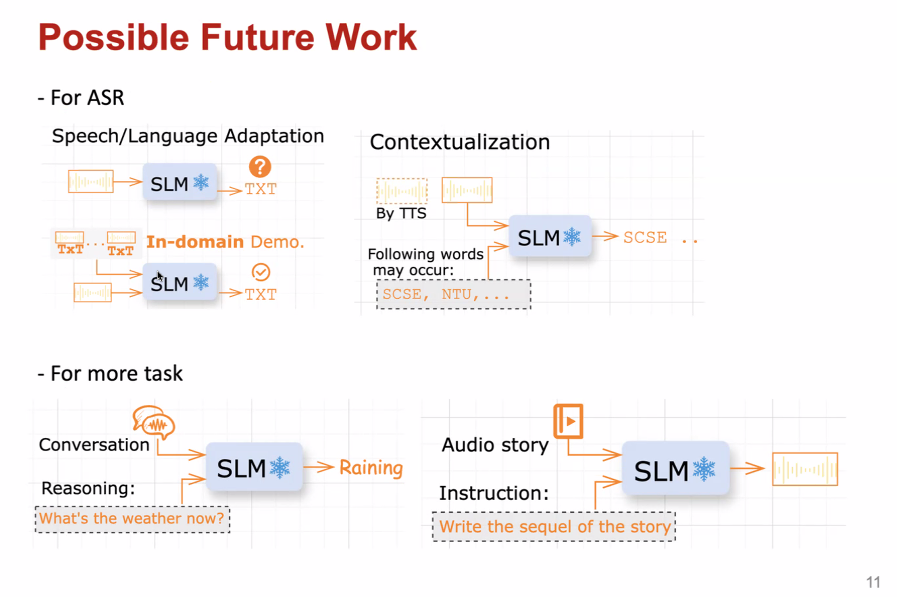 Possible Future Work
- For ASR
Speech/Language Adaptation
SLM
TXT
TxT ... TxT
In-domain Demo.
SLM
TXT
Contextualization
By TTS
SLM
SCSE ..
Following words
may occur:
SCSE, NTU,...
- For more task
Conversation
SLM
Raining
Reasoning:
What's the weather now?
Audio story
SLM
Instruction:
Write the sequel of the story
11